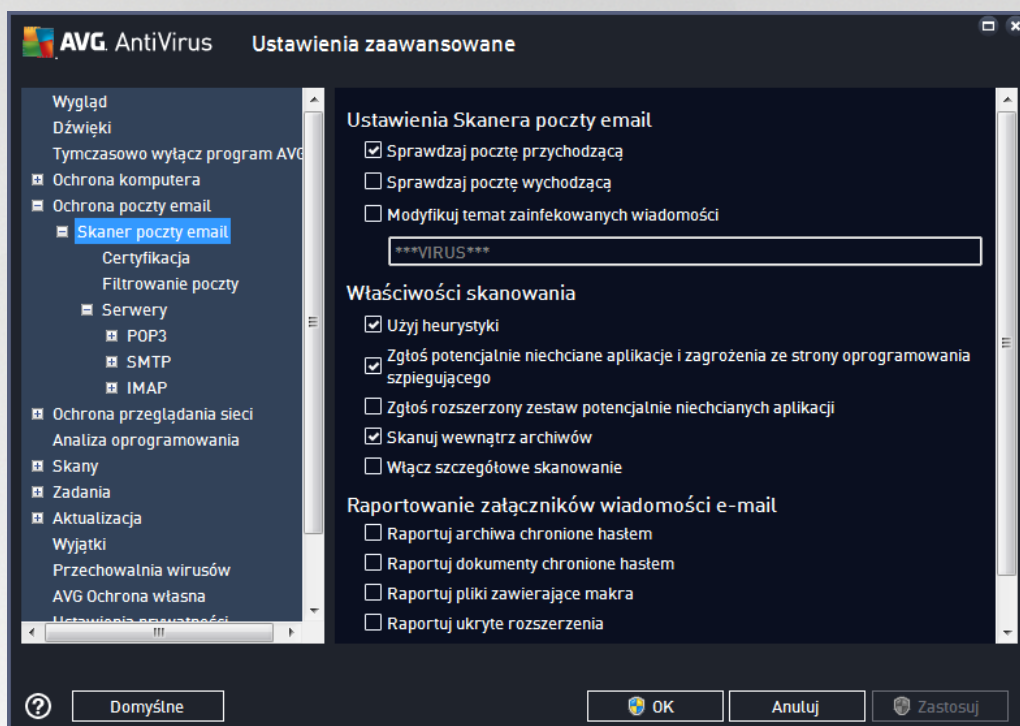 AVG AntiVirus Ustawienia zaawansowane
Wygląd
Dźwięki
Tymczasowo wyłącz program AVG
Ochrona komputera
Ochrona poczty email
Skaner poczty email
Certyfikacja
Filtrowanie poczty
Serwery
POP3
SMTP
IMAP
Ochrona przeglądania sieci
Analiza oprogramowania
Skany
Zadania
Aktualizacja
Wyjątki
Przechowalnia wirusów
AVG Ochrona własna
Ustawienia prywatności
Ustawienia Skanera poczty email
Sprawdzaj pocztę przychodzącą
Sprawdzaj pocztę wychodzącą
Modyfikuj temat zainfekowanych wiadomości
***VIRUS***
Właściwości skanowania
Użyj heurystyki
Zgłoś potencjalnie niechciane aplikacje i zagrożenia ze strony oprogramowania
szpiegującego
Zgłoś rozszerzony zestaw potencjalnie niechcianych aplikacji
Skanuj wewnątrz archiwów
Włącz szczegółowe skanowanie
Raportowanie załączników wiadomości e-mail
Raportuj archiwa chronione hasłem
Raportuj dokumenty chronione hasłem
Raportuj pliki zawierające makra
Raportuj ukryte rozszerzenia
Domyślne
OK
Anuluj
Zastosuj